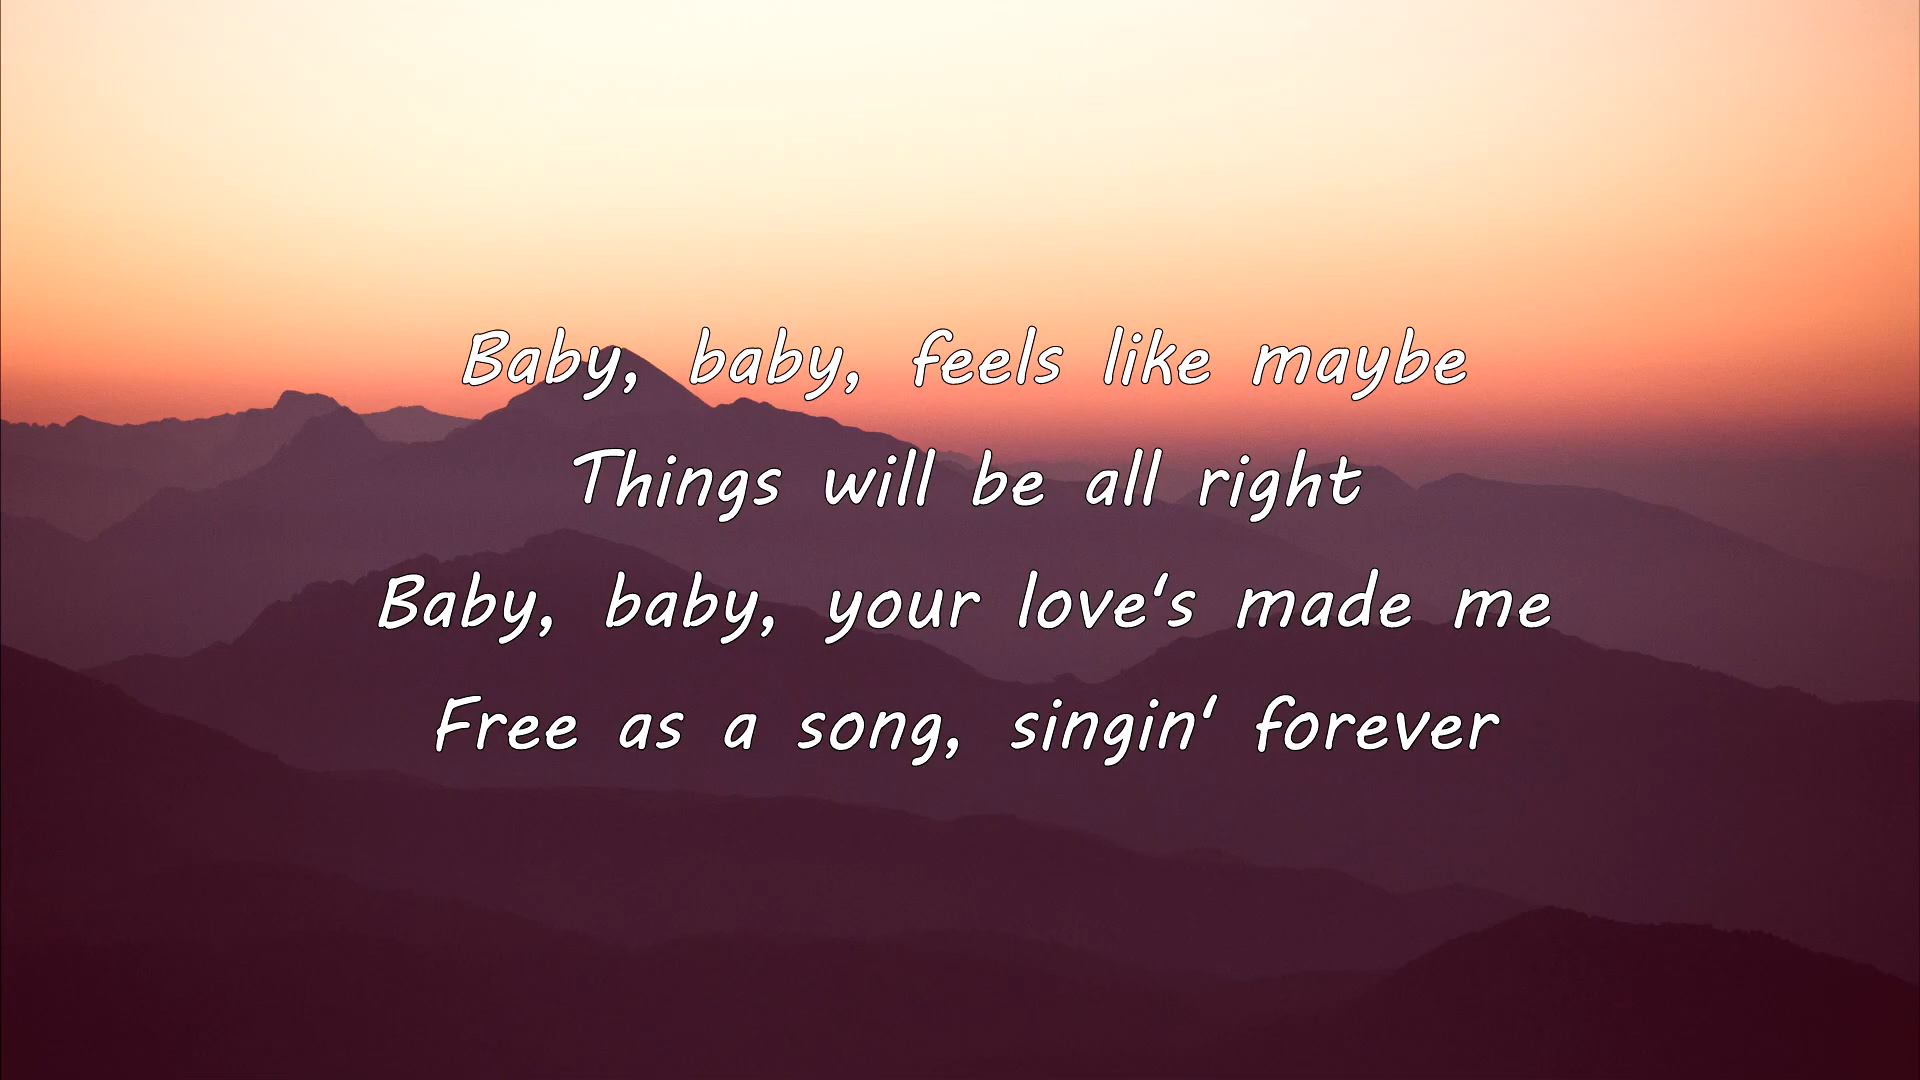 Baby, baby, feels like maybe
Things will be all right
Baby, baby, your love's made me
Free as a song, singin' forever